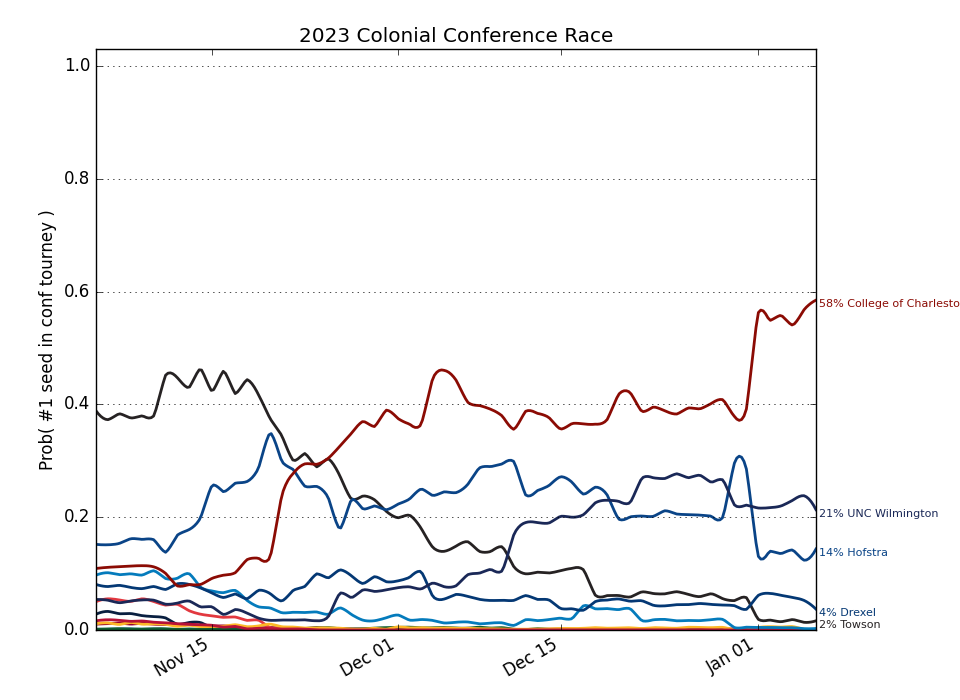 2023 Colonial Conference Race
Prob( #1 seed in conf tourney )
1.0
0.8
0.6
0.4
0.2
0.0
58% College of Charlesto
21% UNC Wilmington
14% Hofstra
4% Drexel
2% Towson
Nov 15
Dec 01
Dec 15
Jan 01